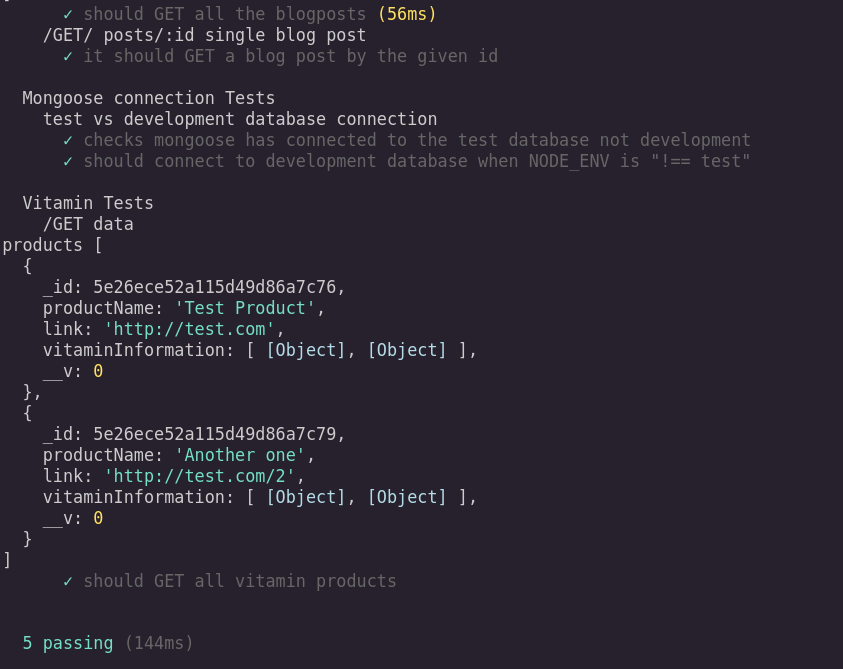 ✓ should GET all the blogposts (56ms)
/GET/ posts/:id single blog post
✓ it should GET a blog post by the given id
Mongoose connection Tests
test vs development database connection
✓ checks mongoose has connected to the test database not development
✓ should connect to development database when NODE_ENV is "!== test"
Vitamin Tests
/GET data
products [
{
_id: 5e26ece52a115d49d86a7c76,
productName: 'Test Product',
link: 'http://test.com',
vitaminInformation: [ [Object], [Object] ],
__v: 0
},
{
_id: 5e26ece52a115d49d86a7c79,
productName: 'Another one',
link: 'http://test.com/2',
vitaminInformation: [ [Object], [Object] ],
__v: 0
}
]
✓ should GET all vitamin products
5 passing (144ms)